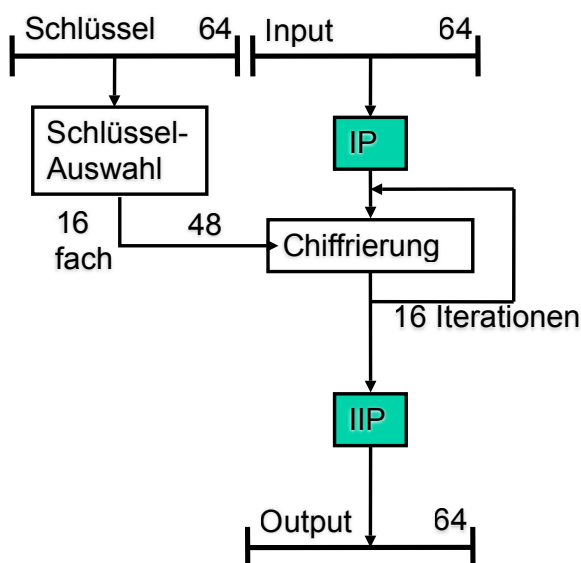 Schlüssel 64
Input 64
Schlüssel-
Auswahl
IP
16
fach
48
Chiffrierung
16 Iterationen
IIP
Output 64